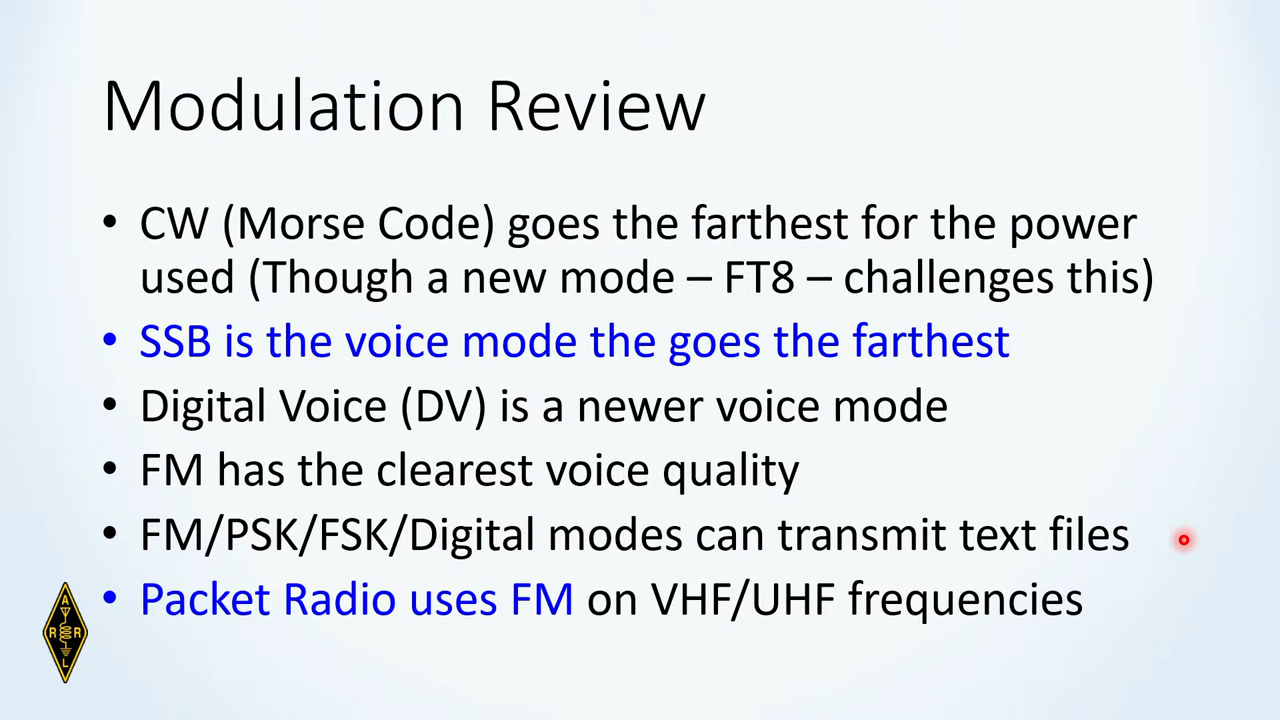 Modulation Review
• CW (Morse Code) goes the farthest for the power
used (Though a new mode – FT8 – challenges this)
• SSB is the voice mode the goes the farthest
• Digital Voice (DV) is a newer voice mode
• FM has the clearest voice quality
• FM/PSK/FSK/Digital modes can transmit text files
• Packet Radio uses FM on VHF/UHF frequencies
A
R R
L